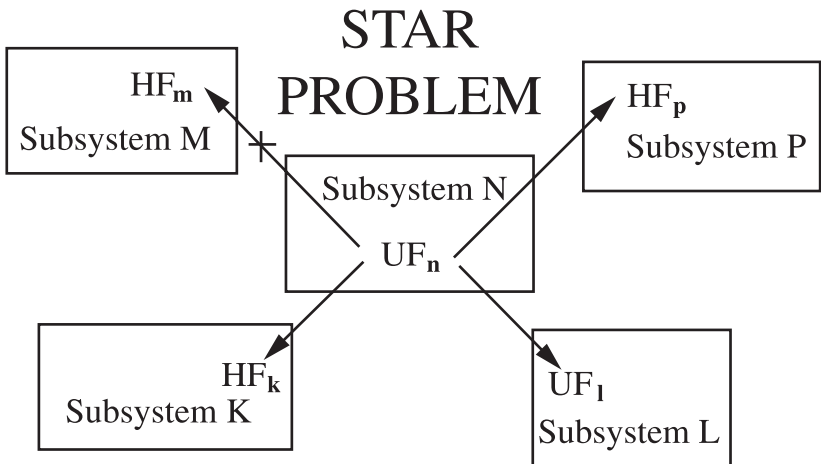 STAR
PROBLEM
HFm
Subsystem M
HFp
Subsystem P
Subsystem N
UFn
HFk
Subsystem K
UFl
Subsystem L